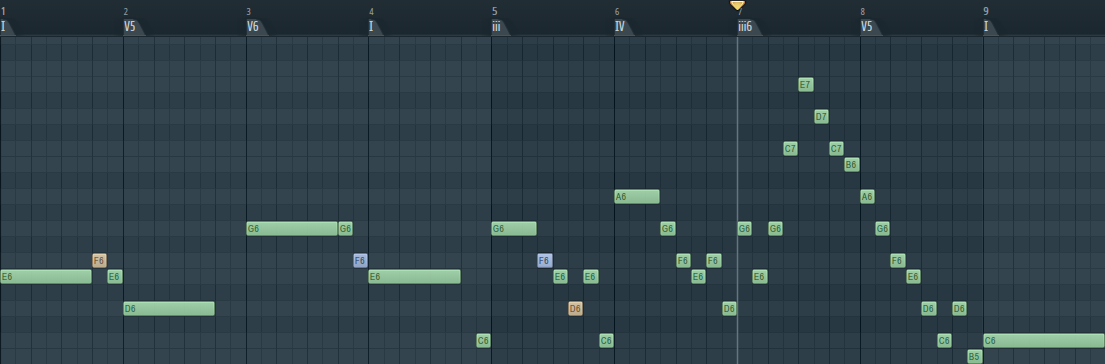 1 2 3 4 5 6 7 8 9
I V5 V6 I iii IV iii6 V5 I
E7
D7
C7 C7
B6
A6 A6
G6 G6 G6 G6 G6 G6 G6
F6 F6 F6 F6 F6 F6
E6 E6 E6 E6 E6 E6 E6 E6
D6 D6 D6 D6 D6
C6 C6 C6 C6
B5